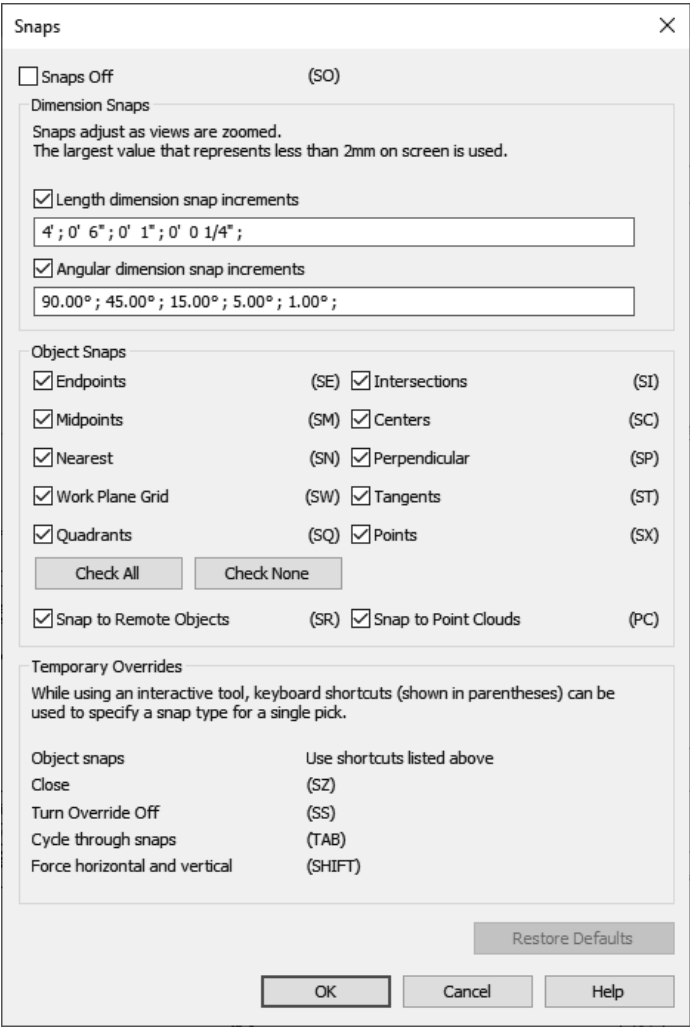 Snaps
Snaps Off (SO)
Dimension Snaps
Snaps adjust as views are zoomed.
The largest value that represents less than 2mm on screen is used.
Length dimension snap increments
4' ; 0'  6" ; 0'  1" ; 0'  0 1/4" ;
Angular dimension snap increments
90.00° ; 45.00° ; 15.00° ; 5.00° ; 1.00° ;
Object Snaps
Endpoints (SE) Intersections (SI)
Midpoints (SM) Centers (SC)
Nearest (SN) Perpendicular (SP)
Work Plane Grid (SW) Tangents (ST)
Quadrants (SQ) Points (SX)
Check All Check None
Snap to Remote Objects (SR) Snap to Point Clouds (PC)
Temporary Overrides
While using an interactive tool, keyboard shortcuts (shown in parentheses) can be
used to specify a snap type for a single pick.
Object snaps Use shortcuts listed above
Close (SZ)
Turn Override Off (SS)
Cycle through snaps (TAB)
Force horizontal and vertical (SHIFT)
Restore Defaults
OK Cancel Help